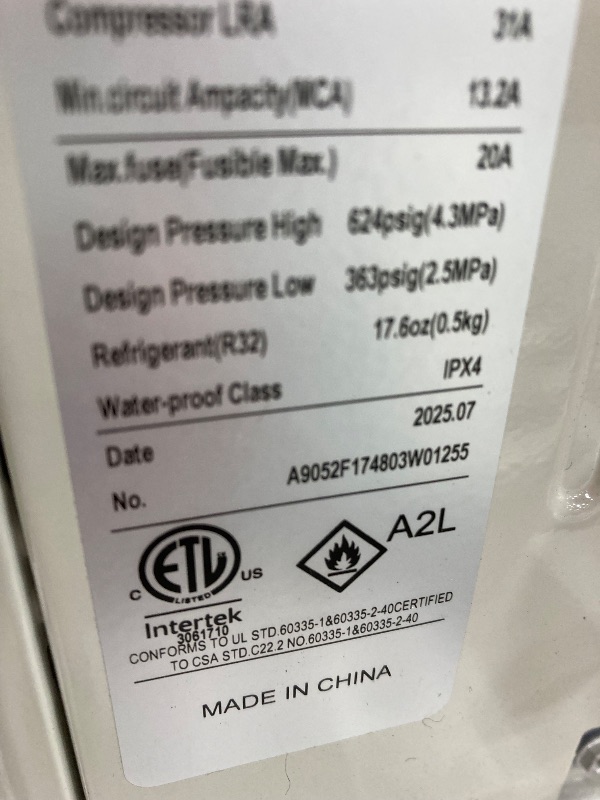 Compressor LRA 31A
Min.circuit Ampacity(MCA) 13.2A
Max.fuse(Fusible Max.) 20A
Design Pressure High 624psig(4.3MPa)
Design Pressure Low 363psig(2.5MPa)
Refrigerant(R32) 17.6oz(0.5kg)
Water-proof Class IPX4
Date 2025.07
No. A9052F174803W01255
ETL A2L
C LISTED US
Intertek
3061710
CONFORMS TO UL STD.60335-1&60335-2-40CERTIFIED
TO CSA STD.C22.2 NO.60335-1&60335-2-40
MADE IN CHINA